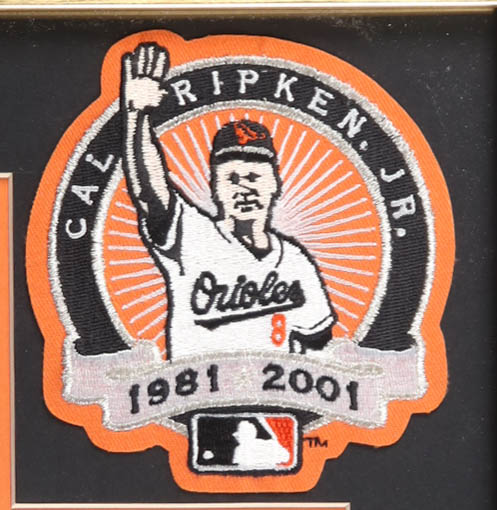 CAL RIPKEN. JR.
Orioles
8
1981 2001
TM